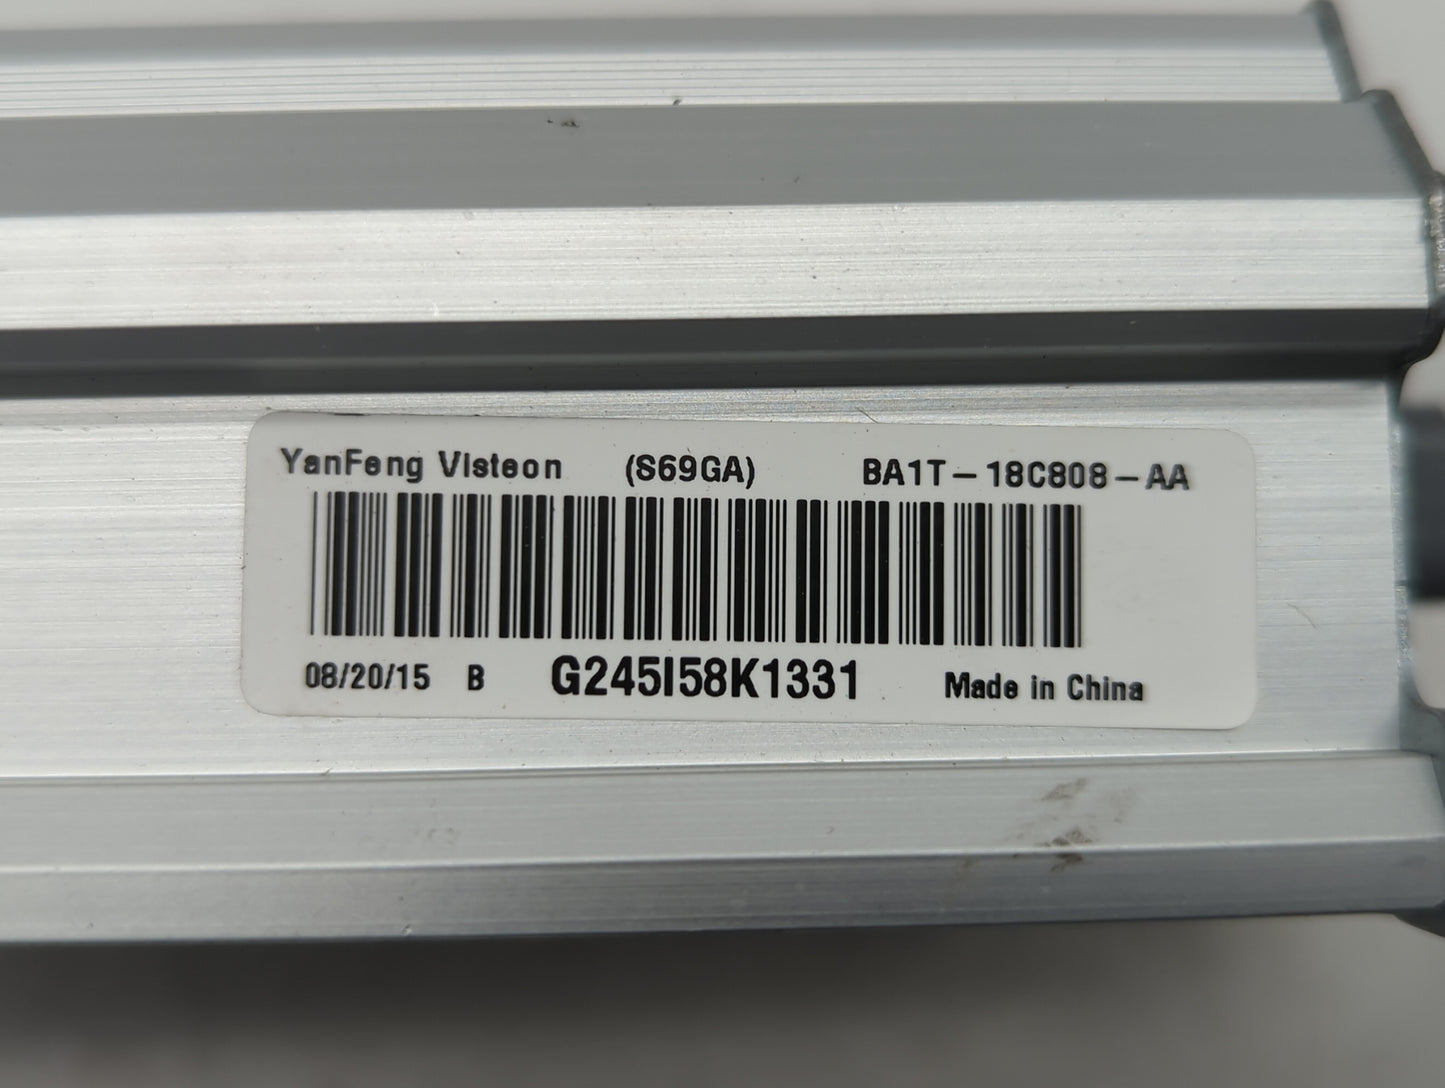 YanFeng Visteon (S69GA) BA1T-18C808-AA
08/20/15 B G245I58K1331 Made in China